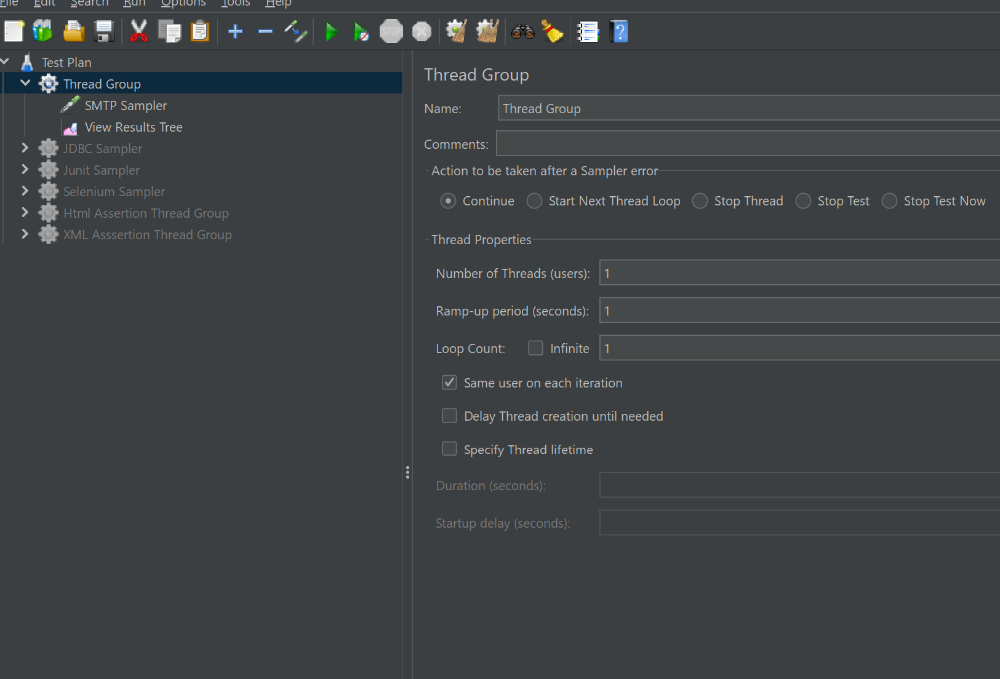 File Edit Search Run Options Tools Help
STOP
Test Plan
Thread Group
SMTP Sampler
View Results Tree
JDBC Sampler
Junit Sampler
Selenium Sampler
Html Assertion Thread Group
XML Asssertion Thread Group
Thread Group
Name: Thread Group
Comments:
Action to be taken after a Sampler error
Continue Start Next Thread Loop Stop Thread Stop Test Stop Test Now
Thread Properties
Number of Threads (users): 1
Ramp-up period (seconds): 1
Loop Count: Infinite 1
Same user on each iteration
Delay Thread creation until needed
Specify Thread lifetime
Duration (seconds):
Startup delay (seconds):